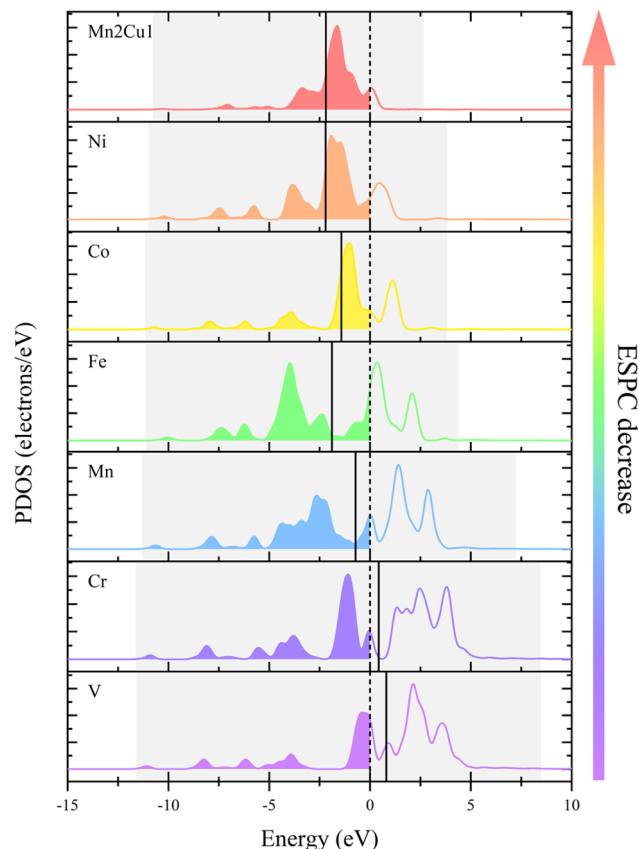 Mn2Cu1
Ni
Co
Fe
Mn
Cr
V
PDOS (electrons/eV)
-15 -10 -5 0 5 10
Energy (eV)
ESPC decrease